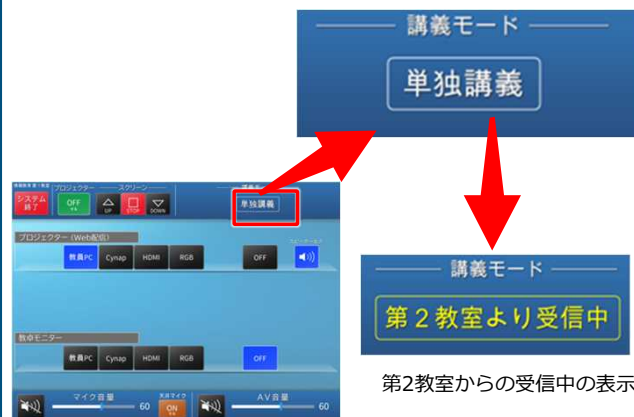 講義モード
単独講義
システム
終了
プロジェクター
スクリーン
OFF
UP
STOP
DOWN
単独講義
プロジェクター (Web配信)
教員PC
Cynap
HDMI
RGB
OFF
教卓モニター
教員PC
Cynap
HDMI
RGB
OFF
マイク音量
60
天井マイク
ON
AV音量
60
講義モード
第2教室より受信中
第2教室からの受信中の表示